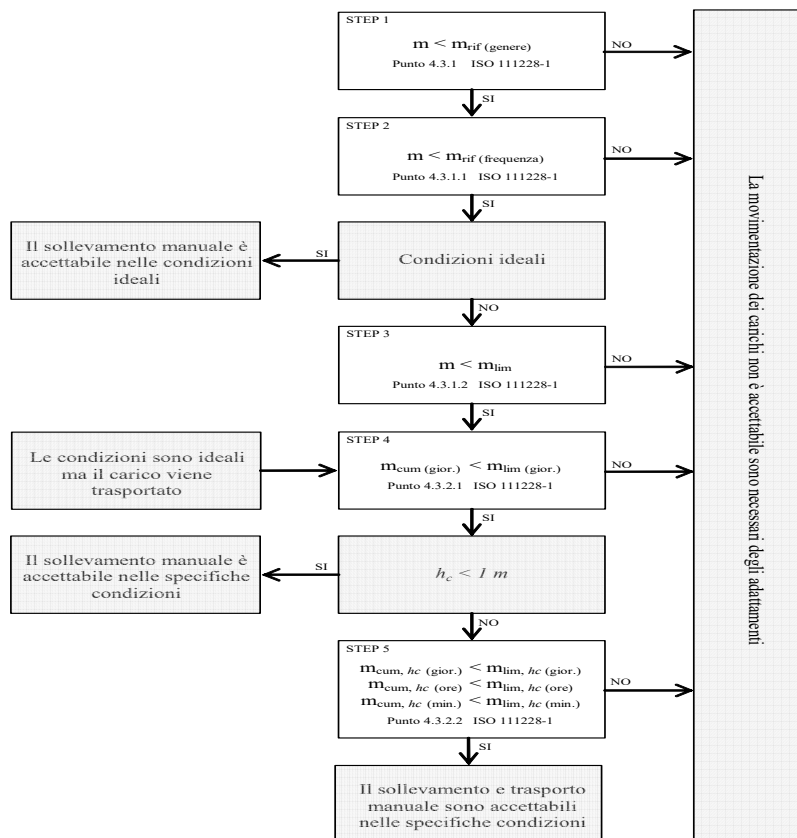 STEP 1
m < mrif (genere)
Punto 4.3.1 ISO 111228-1
NO
SI
STEP 2
m < mrif (frequenza)
Punto 4.3.1.1 ISO 111228-1
NO
SI
Il sollevamento manuale è
accettabile nelle condizioni
ideali
SI
Condizioni ideali
NO
STEP 3
m < mlim
Punto 4.3.1.2 ISO 111228-1
NO
SI
Le condizioni sono ideali
ma il carico viene
trasportato
STEP 4
mcum (gior.) < mlim (gior.)
Punto 4.3.2.1 ISO 111228-1
NO
SI
Il sollevamento manuale è
accettabile nelle specifiche
condizioni
SI
hc < 1 m
NO
STEP 5
mcum, hc (gior.) < mlim, hc (gior.)
mcum, hc (ore) < mlim, hc (ore)
mcum, hc (min.) < mlim, hc (min.)
Punto 4.3.2.2 ISO 111228-1
NO
SI
Il sollevamento e trasporto
manuale sono accettabili
nelle specifiche condizioni
La movimentazione dei carichi non è accettabile sono necessari degli adattamenti